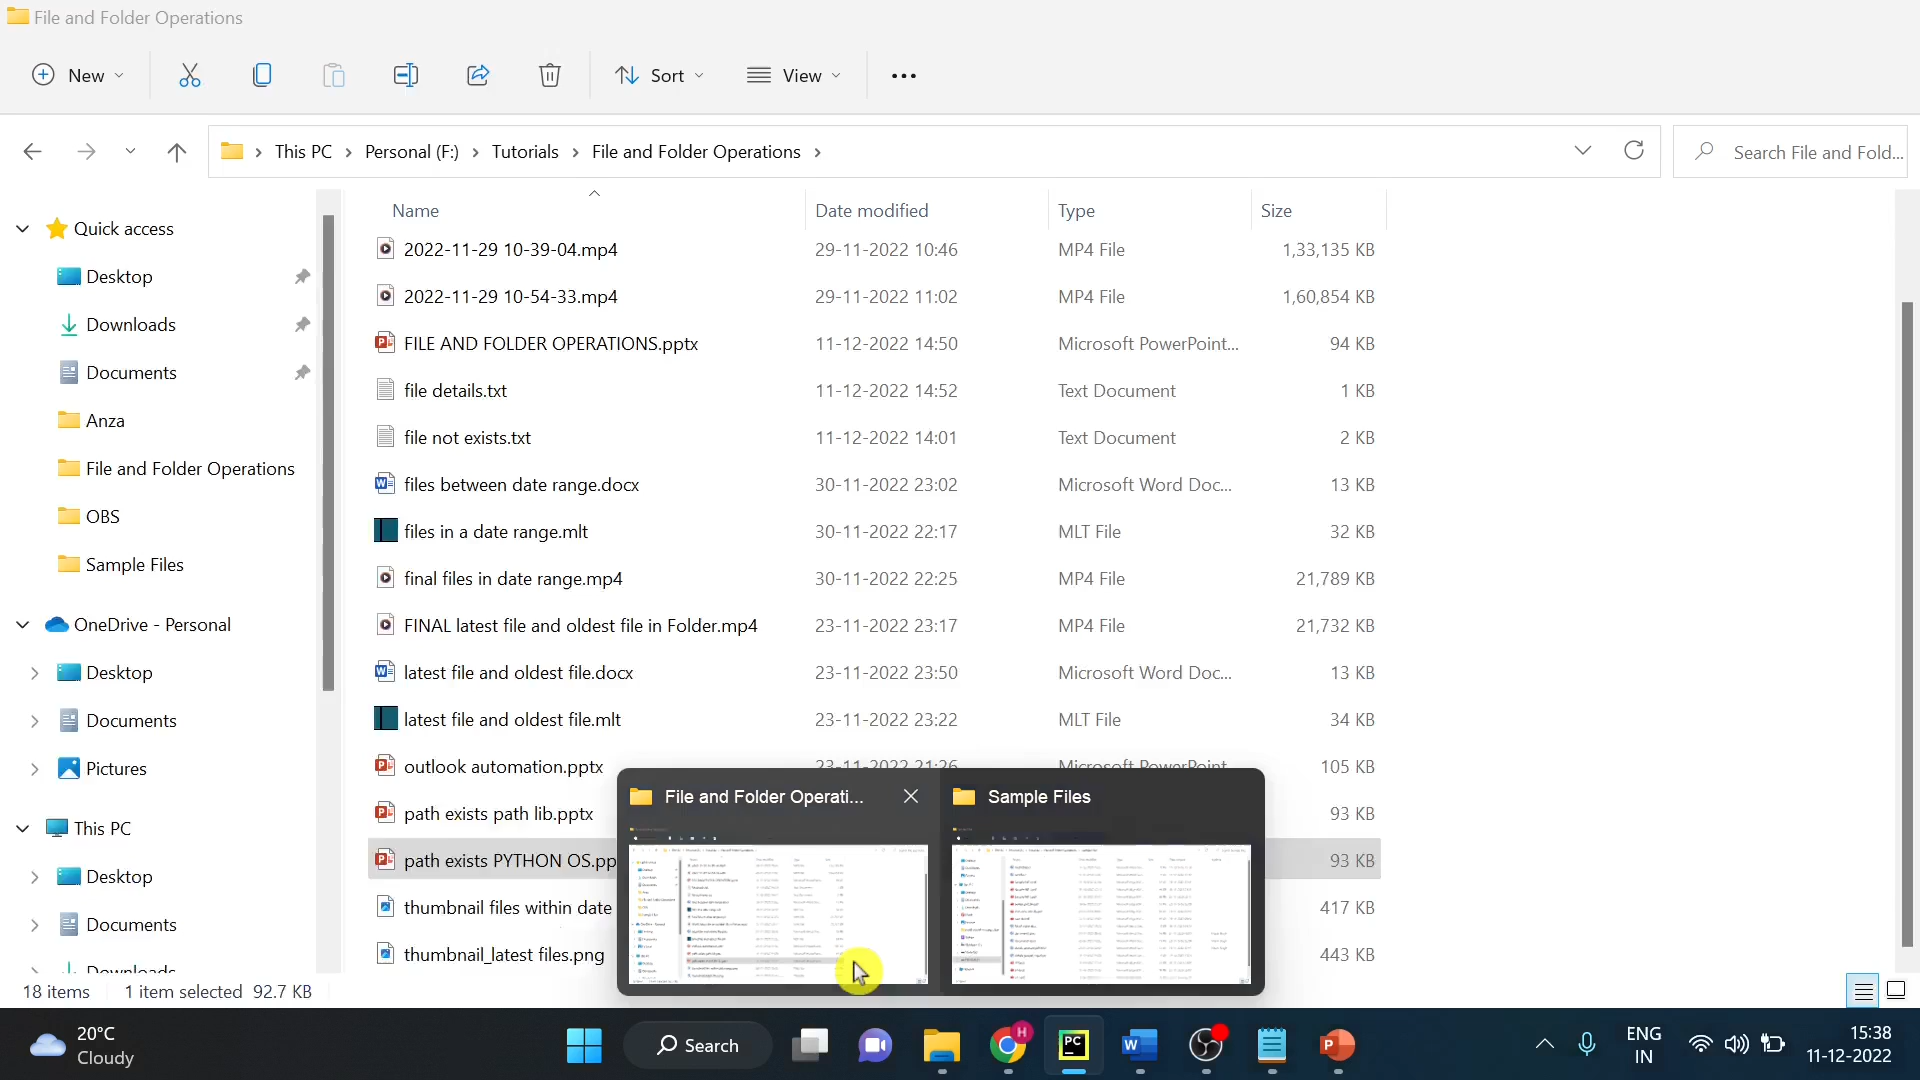 File and Folder Operations
New
Sort
View
This PC
Personal (F:)
Tutorials
File and Folder Operations
Search File and Fold...
Name
Date modified
Type
Size
Quick access
Desktop
Downloads
Documents
Anza
File and Folder Operations
OBS
Sample Files
OneDrive - Personal
Desktop
Documents
Pictures
This PC
Desktop
Documents
Downloads
2022-11-29 10-39-04.mp4 29-11-2022 10:46 MP4 File 1,33,135 KB
2022-11-29 10-54-33.mp4 29-11-2022 11:02 MP4 File 1,60,854 KB
FILE AND FOLDER OPERATIONS.pptx 11-12-2022 14:50 Microsoft PowerPoint... 94 KB
file details.txt 11-12-2022 14:52 Text Document 1 KB
file not exists.txt 11-12-2022 14:01 Text Document 2 KB
files between date range.docx 30-11-2022 23:02 Microsoft Word Doc... 13 KB
files in a date range.mlt 30-11-2022 22:17 MLT File 32 KB
final files in date range.mp4 30-11-2022 22:25 MP4 File 21,789 KB
FINAL latest file and oldest file in Folder.mp4 23-11-2022 23:17 MP4 File 21,732 KB
latest file and oldest file.docx 23-11-2022 23:50 Microsoft Word Doc... 13 KB
latest file and oldest file.mlt 23-11-2022 23:22 MLT File 34 KB
outlook automation.pptx 23-11-2022 21:26 Microsoft PowerPoint... 105 KB
path exists path lib.pptx 93 KB
path exists PYTHON OS.pp 93 KB
thumbnail files within date 417 KB
thumbnail_latest files.png 443 KB
File and Folder Operati...
Sample Files
18 items
1 item selected 92.7 KB
20°C
Cloudy
Search
H
PC
W
P
ENG
IN
15:38
11-12-2022